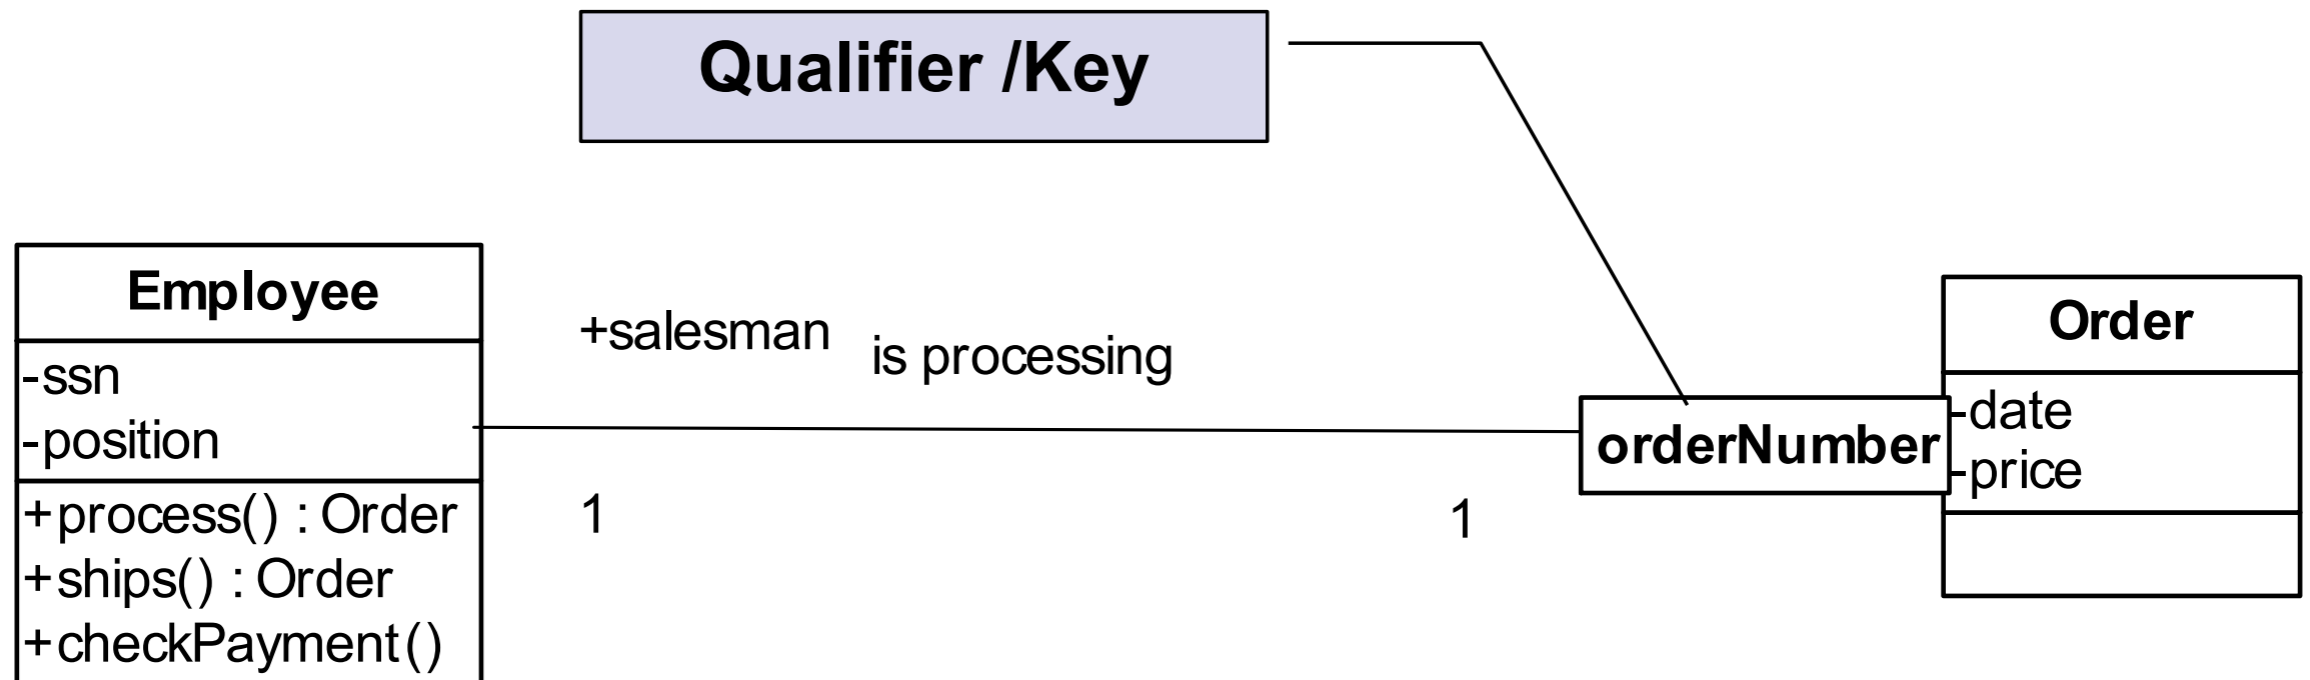 Qualifier /Key
Employee
-ssn
-position
+process() : Order
+ships() : Order
+checkPayment()
+salesman
is processing
1
1
orderNumber
Order
-date
-price